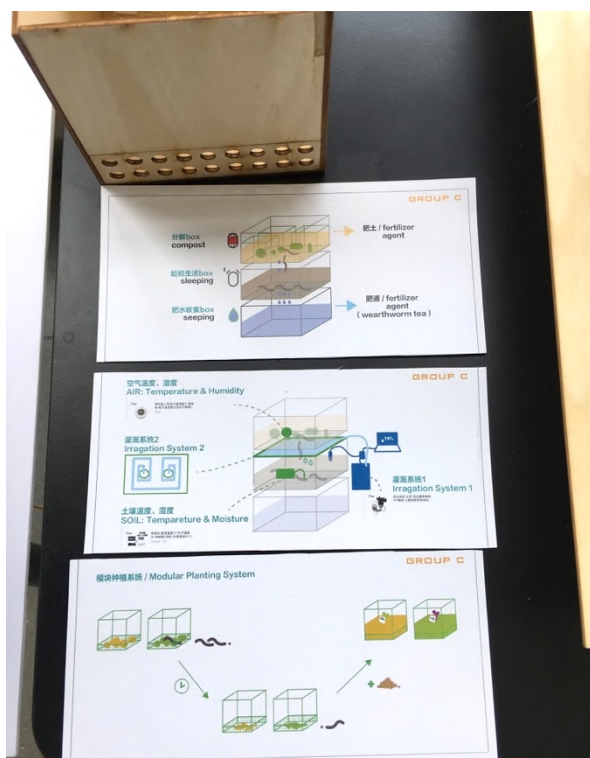 GROUP C
分解box
compost
肥土 / fertilizer
agent
蚯蚓生活box
sleeping
肥水收集box
seeping
肥液 / fertilizer
agent
( wearthworm tea )
GROUP C
空气温度、湿度
AIR: Temperature & Humidity
灌溉系统2
Irragation System 2
灌溉系统1
Irragation System 1
土壤温度、湿度
SOIL: Tempareture & Moisture
GROUP C
模块种植系统 / Modular Planting System